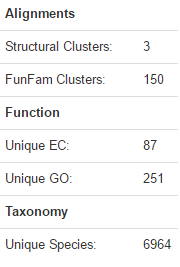 Alignments
Structural Clusters: 3
FunFam Clusters: 150
Function
Unique EC: 87
Unique GO: 251
Taxonomy
Unique Species: 6964